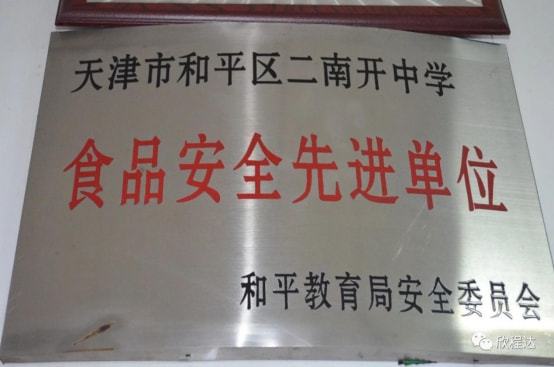 天津市和平区二南开中学
食品安全先进单位
和平教育局安全委员会
欣程达